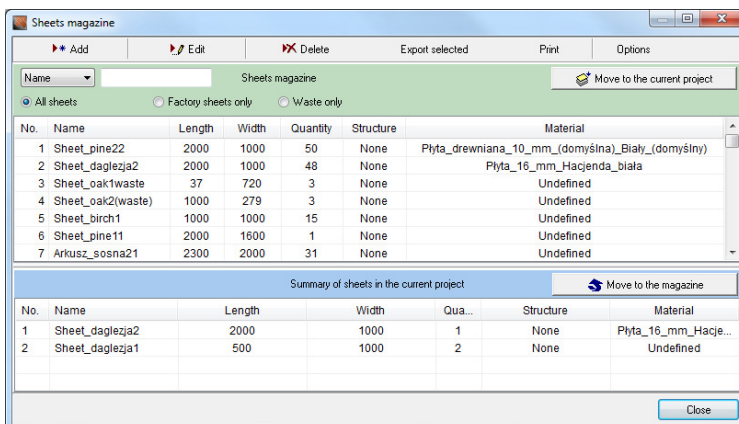 Sheets magazine
Add Edit Delete Export selected Print Options
Name Sheets magazine Move to the current project
All sheets Factory sheets only Waste only
No. Name Length Width Quantity Structure Material
1 Sheet_pine22 2000 1000 50 None Płyta_drewniana_10_mm_(domyślna)_Biały_(domyślny)
2 Sheet_daglezja2 2000 1000 48 None Płyta_16_mm_Hacjenda_biała
3 Sheet_oak1waste 37 720 3 None Undefined
4 Sheet_oak2(waste) 1000 279 3 None Undefined
5 Sheet_birch1 1000 1000 15 None Undefined
6 Sheet_pine11 2000 1600 1 None Undefined
7 Arkusz_sosna21 2300 2000 31 None Undefined
Summary of sheets in the current project Move to the magazine
No. Name Length Width Qua... Structure Material
1 Sheet_daglezja2 2000 1000 1 None Płyta_16_mm_Hacje...
2 Sheet_daglezja1 500 1000 2 None Undefined
Close